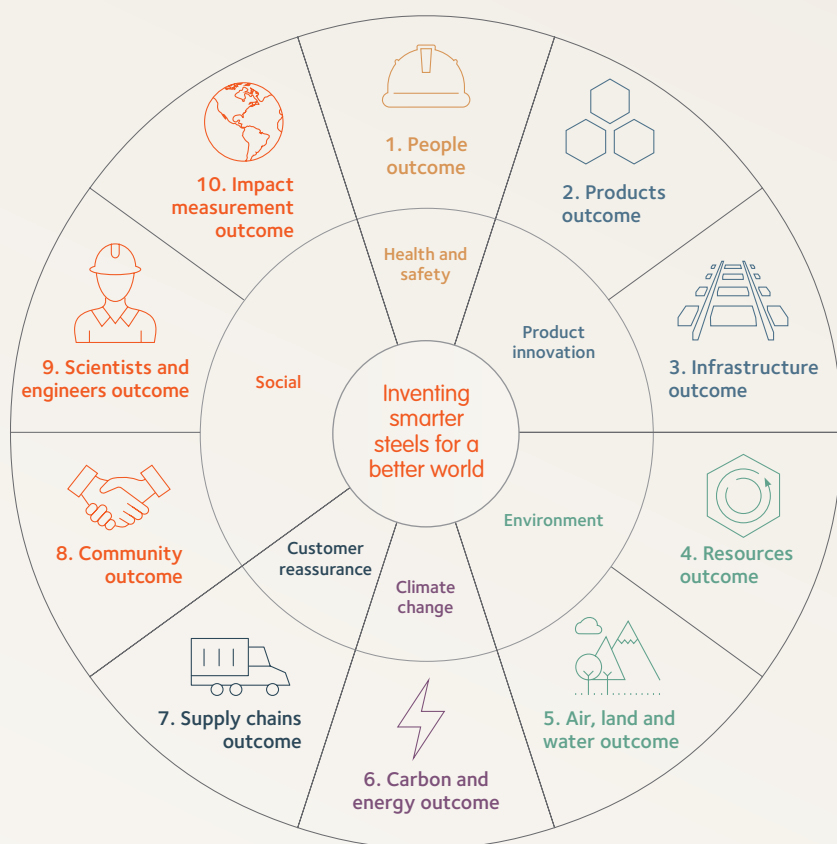 1. People
outcome
2. Products
outcome
3. Infrastructure
outcome
4. Resources
outcome
5. Air, land and
water outcome
6. Carbon and
energy outcome
7. Supply chains
outcome
8. Community
outcome
9. Scientists and
engineers outcome
10. Impact
measurement
outcome
Health and
safety
Product
innovation
Environment
Climate
change
Customer
reassurance
Social
Inventing
smarter
steels for a
better world